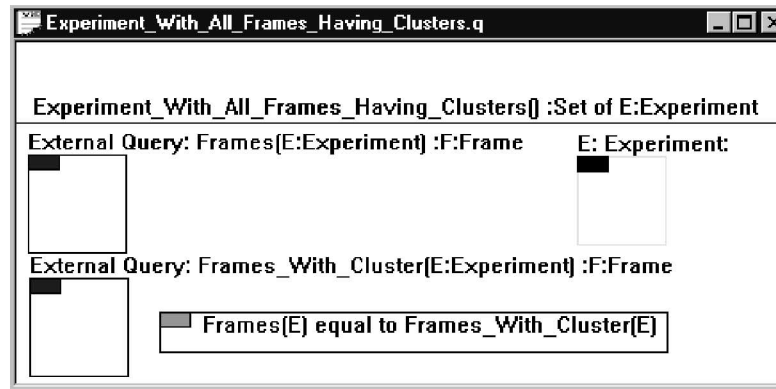 Experiment_With_All_Frames_Having_Clusters.q
Experiment_With_All_Frames_Having_Clusters() :Set of E:Experiment
External Query: Frames(E:Experiment) :F:Frame
E: Experiment:
External Query: Frames_With_Cluster(E:Experiment) :F:Frame
Frames(E) equal to Frames_With_Cluster(E)